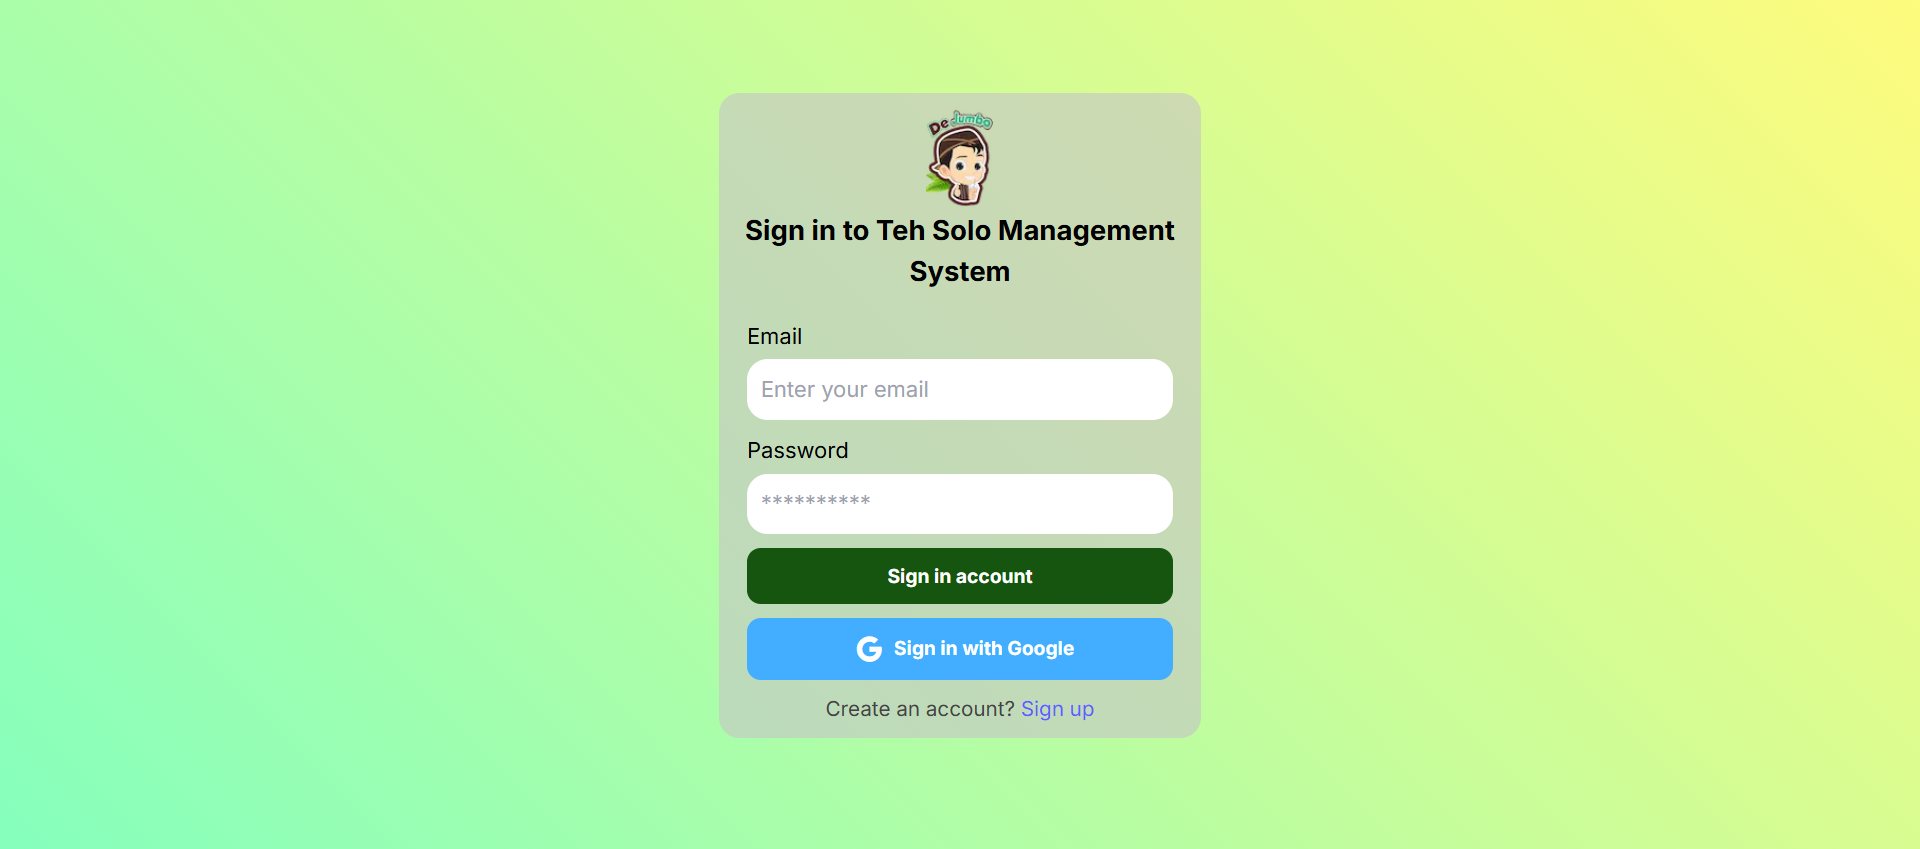 De Jumbo
Sign in to Teh Solo Management
System
Email
Enter your email
Password
**********
Sign in account
Sign in with Google
Create an account? Sign up